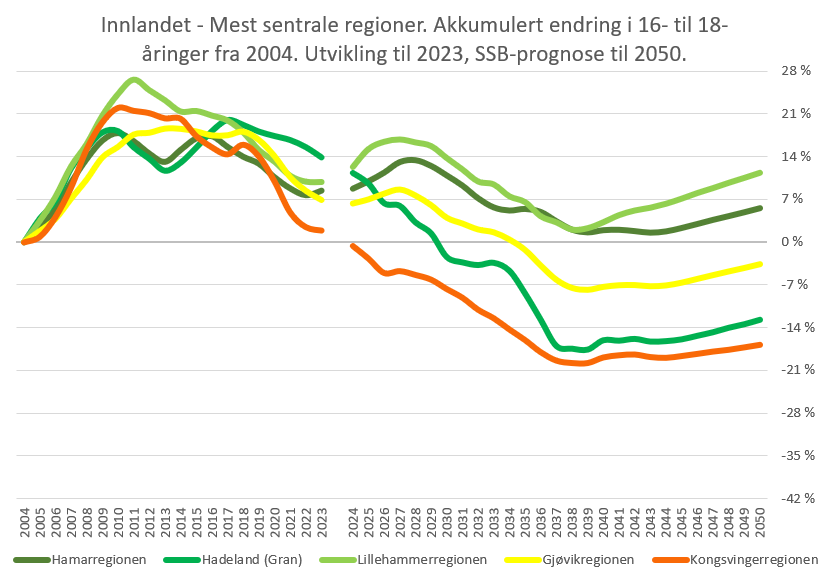 Innlandet - Mest sentrale regioner. Akkumulert endring i 16- til 18-
åringer fra 2004. Utvikling til 2023, SSB-prognose til 2050.
28 %
21 %
14 %
7 %
0 %
-7 %
-14 %
-21 %
-28 %
-35 %
-42 %
2004 2005 2006 2007 2008 2009 2010 2011 2012 2013 2014 2015 2016 2017 2018 2019 2020 2021 2022 2023 2024 2025 2026 2027 2028 2029 2030 2031 2032 2033 2034 2035 2036 2037 2038 2039 2040 2041 2042 2043 2044 2045 2046 2047 2048 2049 2050
Hamarregionen Hadeland (Gran) Lillehammerregionen Gjøvikregionen Kongsvingerregionen